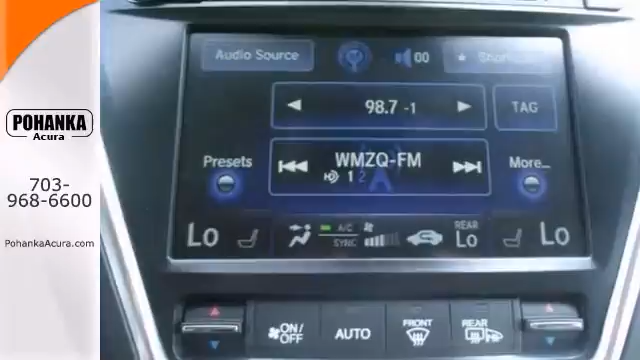 POHANKA
Acura
703-
968-6600
PohankaAcura.com
Audio Source
00
98.7 -1
TAG
Presets
WMZQ-FM
1 2
More...
Lo
A/C
SYNC
REAR
Lo
Lo
ON/
OFF
AUTO
FRONT
REAR